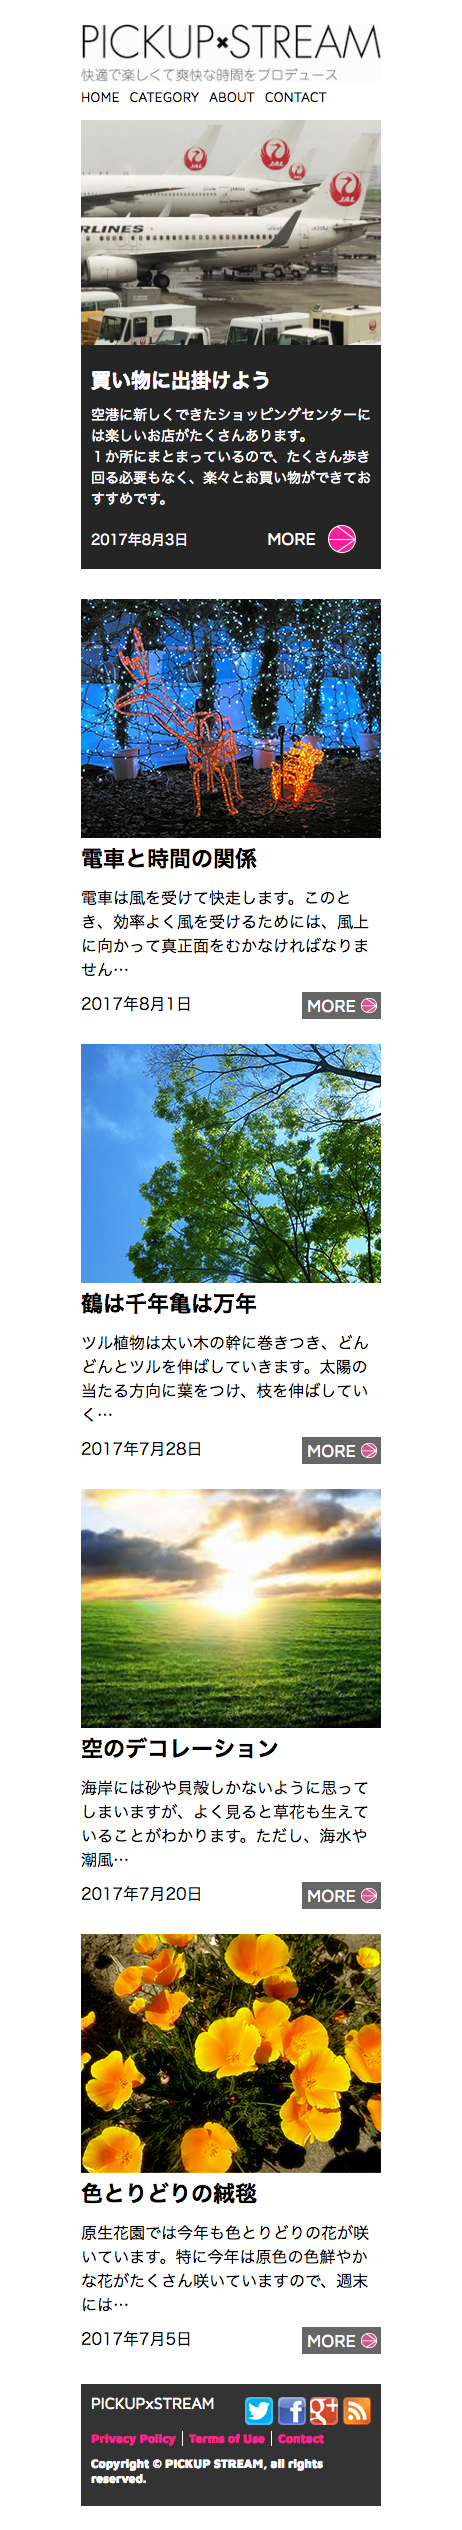 PICKUP×STREAM
快適で楽しくて爽快な時間をプロデュース
HOME CATEGORY ABOUT CONTACT
JAL
JAL
JAL
RLINES
買い物に出掛けよう
空港に新しくできたショッピングセンターに
は楽しいお店がたくさんあります。
１か所にまとまっているので、たくさん歩き
回る必要もなく、楽々とお買い物ができてお
すすめです。
2017年8月3日 MORE
電車と時間の関係
電車は風を受けて快走します。このと
き、効率よく風を受けるためには、風上
に向かって真正面をむかなければなりま
せん…
2017年8月1日 MORE
鶴は千年亀は万年
ツル植物は太い木の幹に巻きつき、どん
どんとツルを伸ばしていきます。太陽の
当たる方向に葉をつけ、枝を伸ばしてい
く…
2017年7月28日 MORE
空のデコレーション
海岸には砂や貝殻しかないように思って
しまいますが、よく見ると草花も生えて
いることがわかります。ただし、海水や
潮風…
2017年7月20日 MORE
色とりどりの絨毯
原生花園では今年も色とりどりの花が咲
いています。特に今年は原色の色鮮やか
な花がたくさん咲いていますので、週末
には…
2017年7月5日 MORE
PICKUPxSTREAM
Privacy Policy Terms of Use Contact
Copyright © PICKUP STREAM, all rights
reserved.